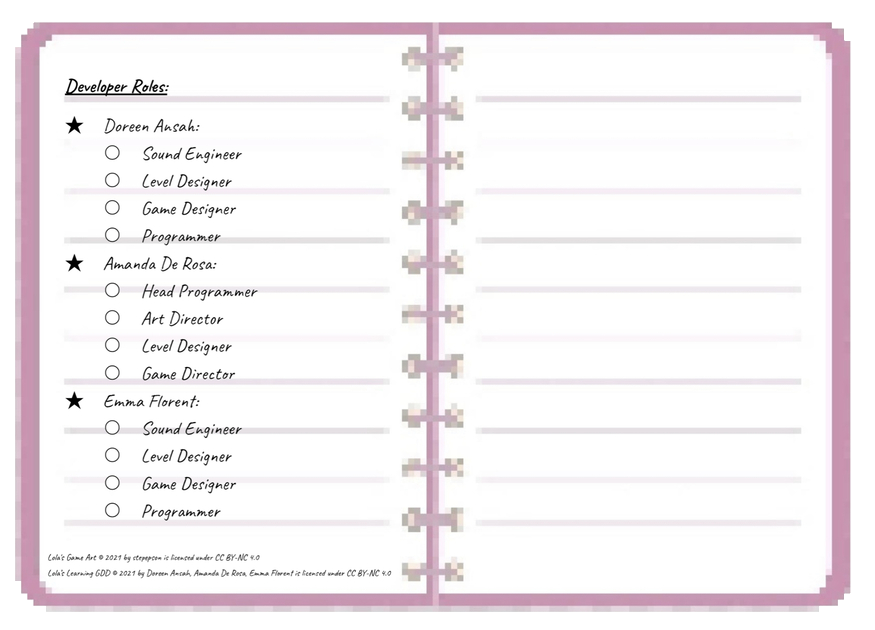 Developer Roles:
★ Doreen Ansah:
○ Sound Engineer
○ Level Designer
○ Game Designer
○ Programmer
★ Amanda De Rosa:
○ Head Programmer
○ Art Director
○ Level Designer
○ Game Director
★ Emma Florent:
○ Sound Engineer
○ Level Designer
○ Game Designer
○ Programmer
Lola's Game Art © 2021 by stepepson is licensed under CC BY-NC 4.0
Lola's Learning GDD © 2021 by Doreen Ansah, Amanda De Rosa, Emma Florent is licensed under CC BY-NC 4.0